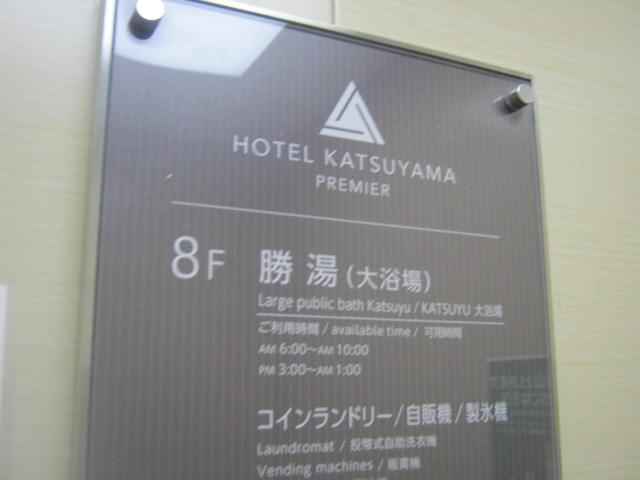 HOTEL KATSUYAMA
PREMIER
8F 勝湯(大浴場)
Large public bath Katsuyu / KATSUYU 大浴場
ご利用時間 / available time / 可用時間
AM 6:00～AM 10:00
PM 3:00～AM 1:00
コインランドリー/自販機/製氷機
Laundromat / 投幣式自助洗衣機
Vending machines / 販賣機